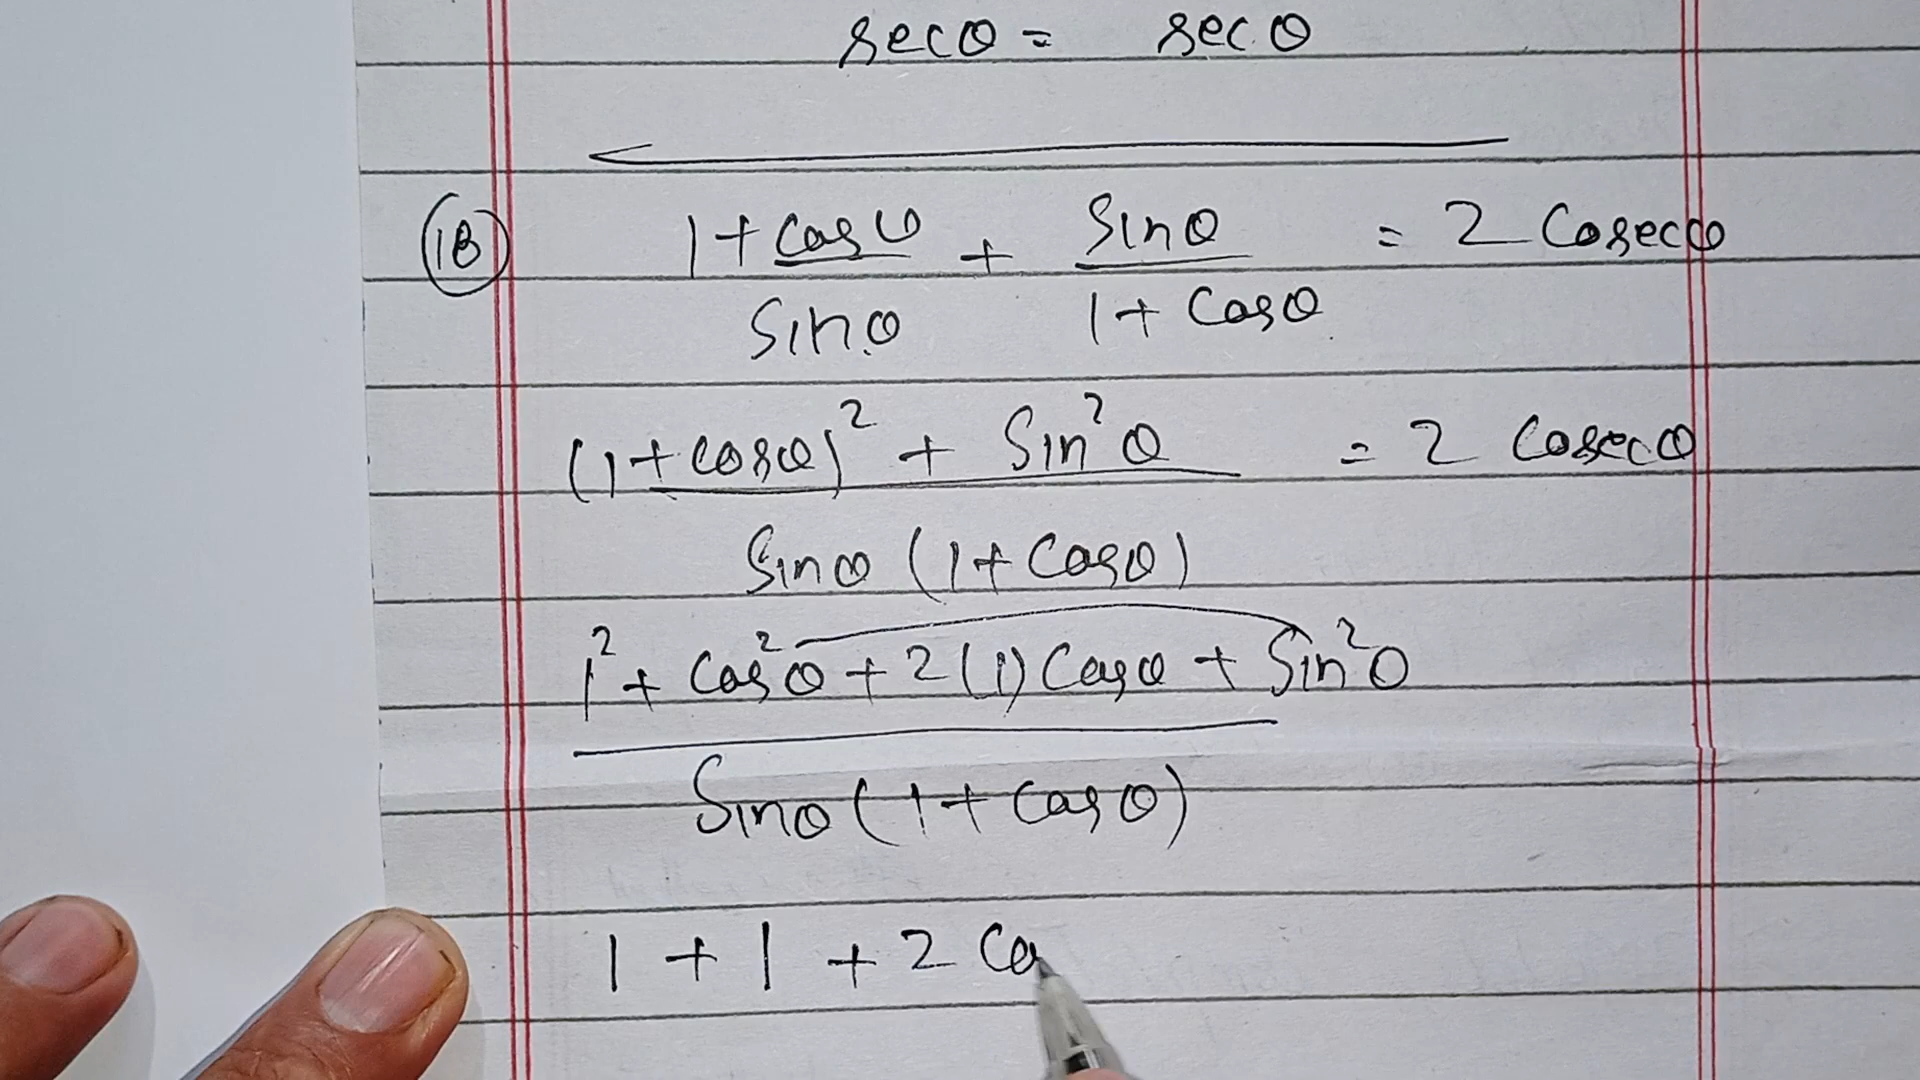 secθ = secθ
(18) 1 + cosθ / sinθ + sinθ / 1 + cosθ = 2 cosecθ
(1 + cosθ)² + sin²θ / sinθ (1 + cosθ) = 2 cosecθ
1² + cos²θ + 2(1) cosθ + sin²θ / sinθ (1 + cosθ)
1 + 1 + 2 co